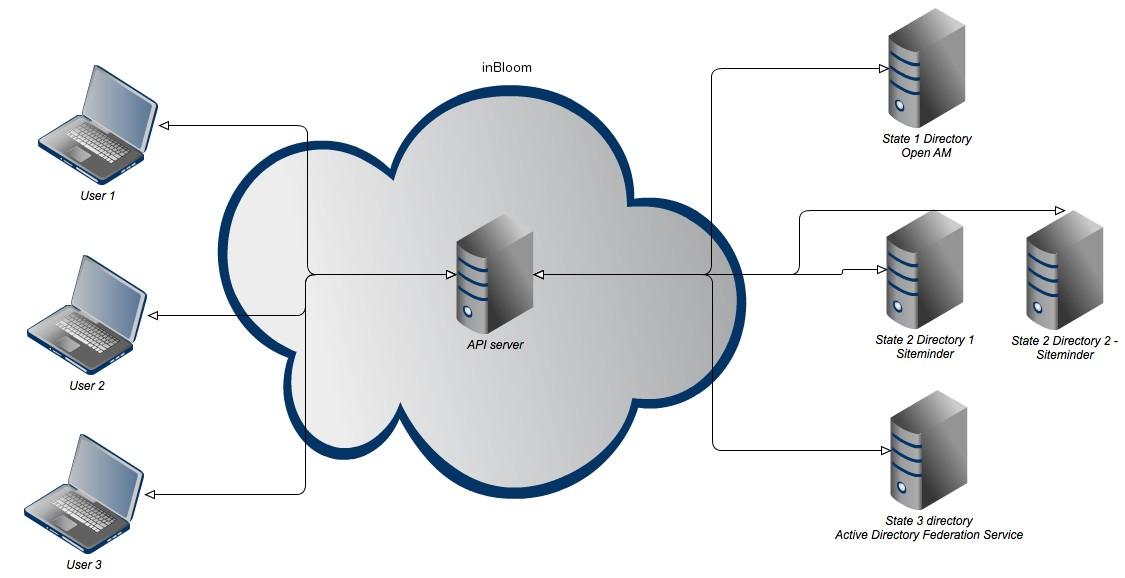 inBloom
User 1
User 2
User 3
API server
State 1 Directory
Open AM
State 2 Directory 1
Siteminder
State 2 Directory 2 -
Siteminder
State 3 directory
Active Directory Federation Service